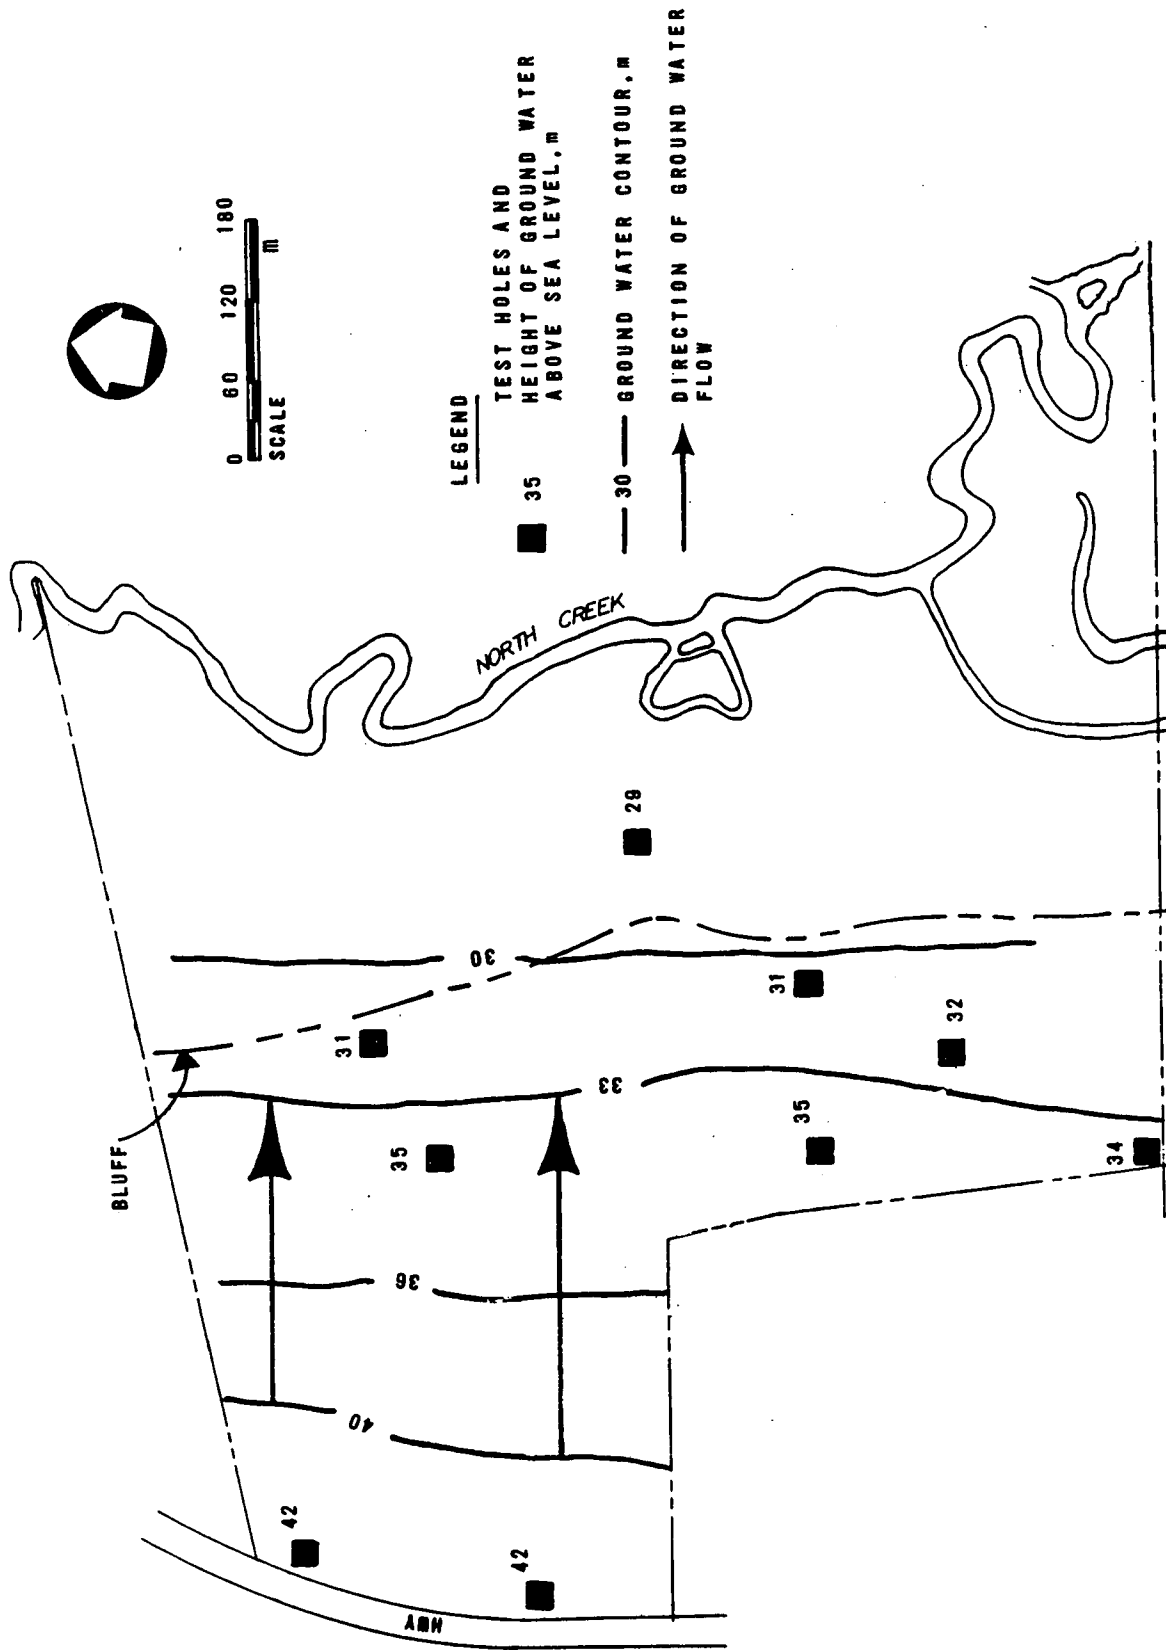 0 60 120 180
m
SCALE
LEGEND
35 TEST HOLES AND
HEIGHT OF GROUND WATER
ABOVE SEA LEVEL, m
30 GROUND WATER CONTOUR, m
DIRECTION OF GROUND WATER
FLOW
NORTH CREEK
BLUFF
HWY
42
42
40
36
35
35
34
33
31
31
32
30
29